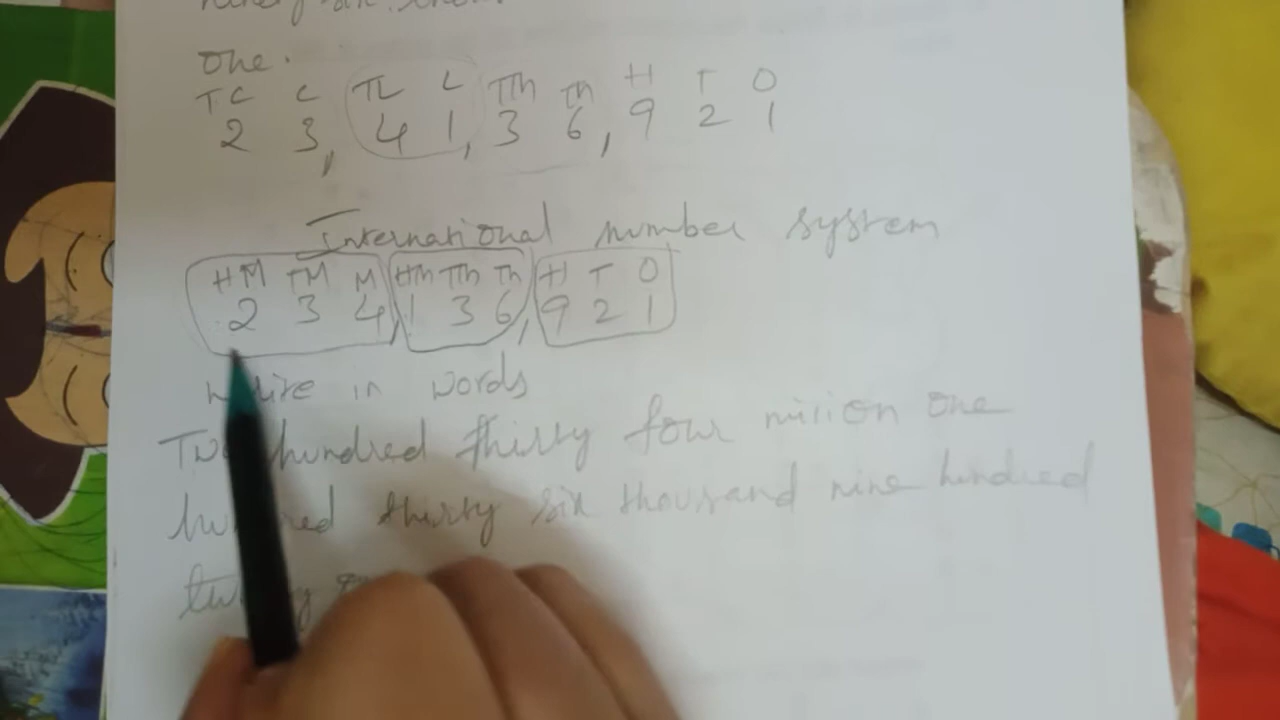 one.
TC C TL L TTh Th H T O
2 3, 4 1, 3 6, 9 2 1
International number system
HM TM M HTh TTh Th H T O
2 3 4, 1 3 6, 9 2 1
write in words
Two hundred thirty four million one
hundred thirty six thousand nine hundred